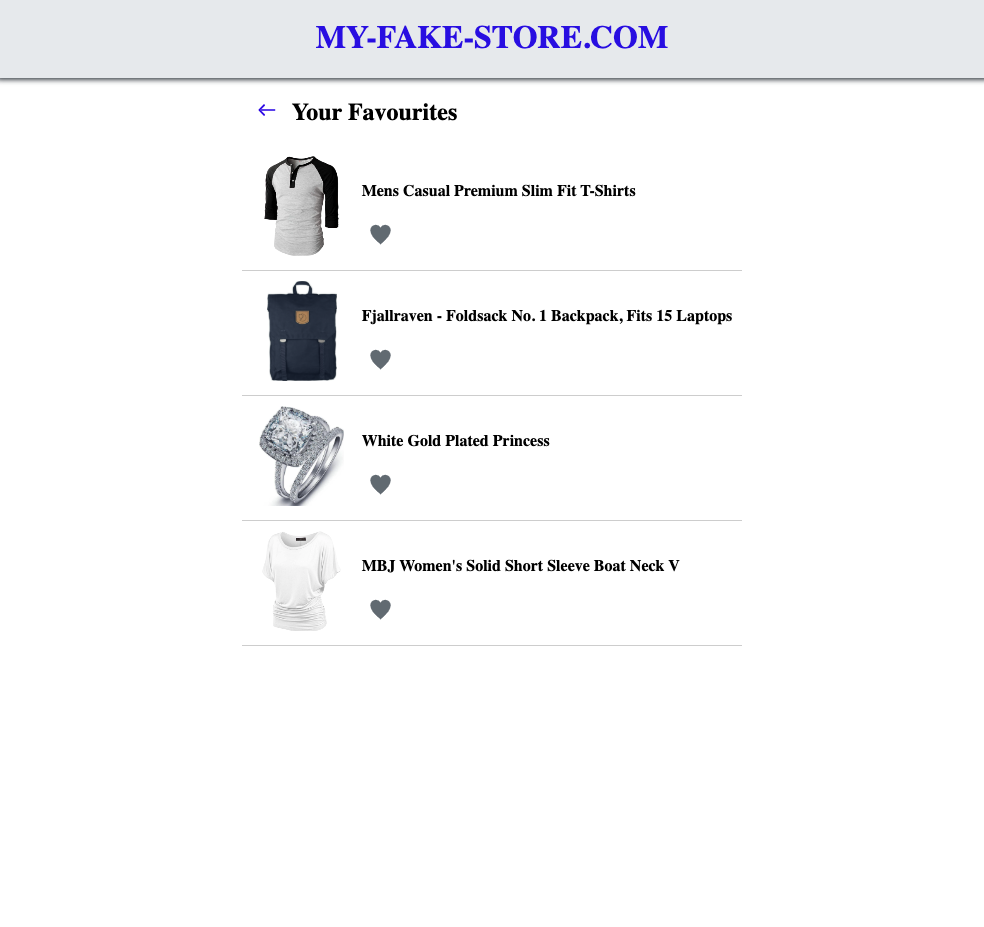 MY-FAKE-STORE.COM
Your Favourites
Mens Casual Premium Slim Fit T-Shirts
Fjallraven - Foldsack No. 1 Backpack, Fits 15 Laptops
White Gold Plated Princess
MBJ Women's Solid Short Sleeve Boat Neck V